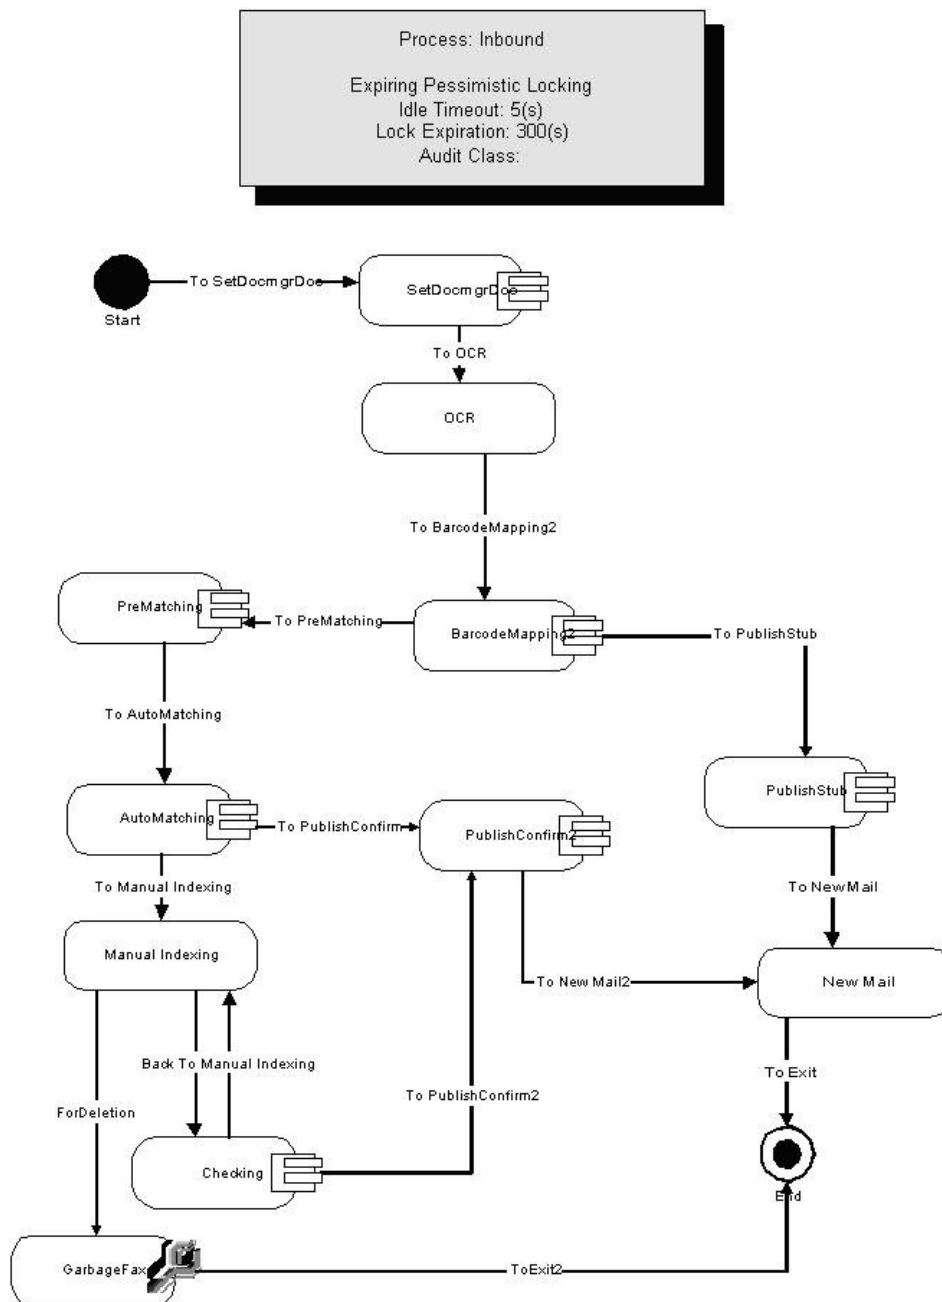 Process: Inbound
Expiring Pessimistic Locking
Idle Timeout: 5(s)
Lock Expiration: 300(s)
Audit Class:
To SetDocmgrDoc
SetDocmgrDoc
Start
To OCR
OCR
To BarcodeMapping2
PreMatching
To PreMatching
BarcodeMapping2
To PublishStub
To AutoMatching
PublishStub
AutoMatching
To PublishConfirm
PublishConfirm2
To Manual Indexing
To New Mail
Manual Indexing
To New Mail2
New Mail
Back To Manual Indexing
To Exit
To PublishConfirm2
ForDeletion
Checking
End
GarbageFax
ToExit2